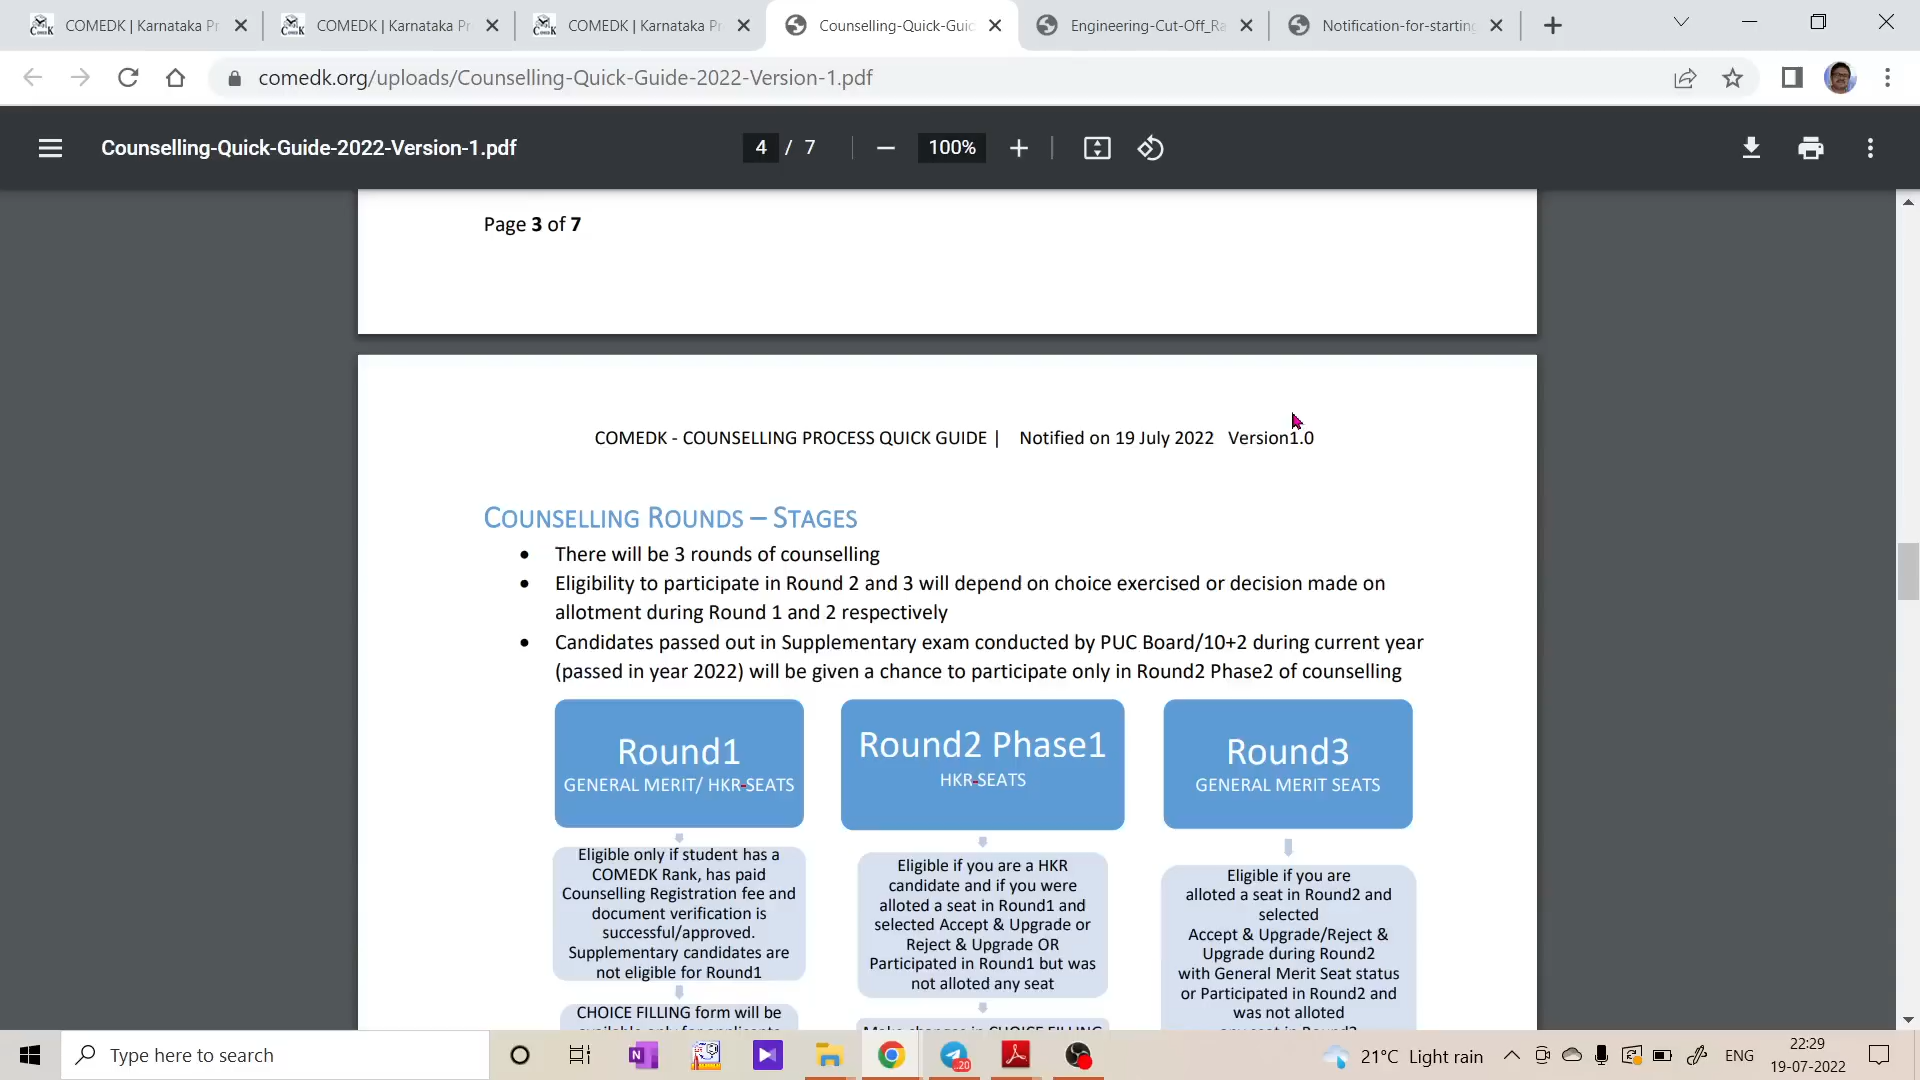 COMEDK | Karnataka Pr
COMEDK | Karnataka Pr
COMEDK | Karnataka Pr
Counselling-Quick-Guid
Engineering-Cut-Off_Ra
Notification-for-starting
comedk.org/uploads/Counselling-Quick-Guide-2022-Version-1.pdf
Counselling-Quick-Guide-2022-Version-1.pdf
4 / 7
100%
Page 3 of 7
COMEDK - COUNSELLING PROCESS QUICK GUIDE | Notified on 19 July 2022 Version1.0
COUNSELLING ROUNDS – STAGES
• There will be 3 rounds of counselling
• Eligibility to participate in Round 2 and 3 will depend on choice exercised or decision made on
allotment during Round 1 and 2 respectively
• Candidates passed out in Supplementary exam conducted by PUC Board/10+2 during current year
(passed in year 2022) will be given a chance to participate only in Round2 Phase2 of counselling
Round1
GENERAL MERIT/ HKR-SEATS
Eligible only if student has a
COMEDK Rank, has paid
Counselling Registration fee and
document verification is
successful/approved.
Supplementary candidates are
not eligible for Round1
CHOICE FILLING form will be
Round2 Phase1
HKR-SEATS
Eligible if you are a HKR
candidate and if you were
alloted a seat in Round1 and
selected Accept & Upgrade or
Reject & Upgrade OR
Participated in Round1 but was
not alloted any seat
Make changes in CHOICE FILLING
Round3
GENERAL MERIT SEATS
Eligible if you are
alloted a seat in Round2 and
selected
Accept & Upgrade/Reject &
Upgrade during Round2
with General Merit Seat status
or Participated in Round2 and
was not alloted
Type here to search
20
21°C Light rain
ENG
22:29
19-07-2022